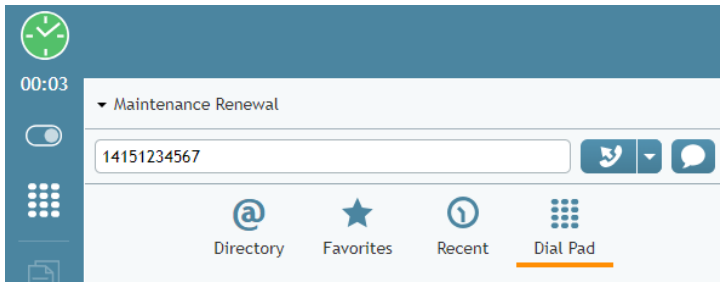 00:03
Maintenance Renewal
14151234567
Directory Favorites Recent Dial Pad